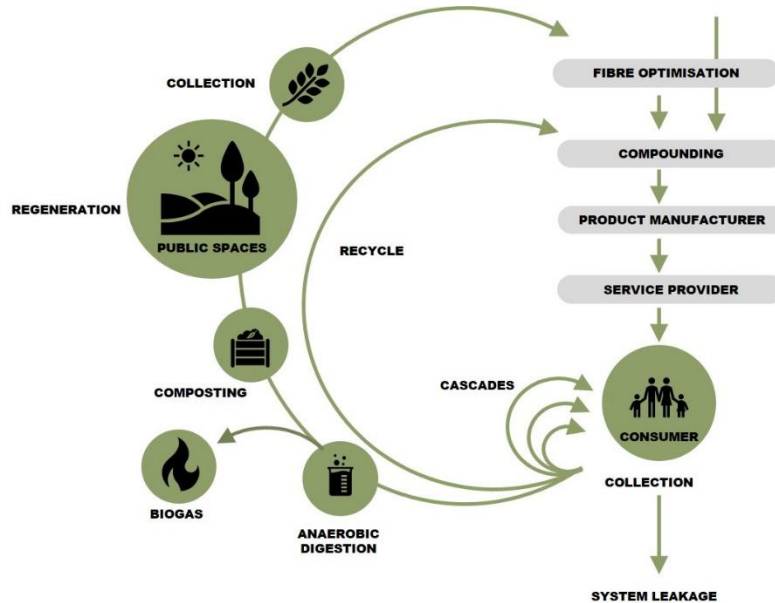 COLLECTION
FIBRE OPTIMISATION
COMPOUNDING
REGENERATION
PUBLIC SPACES
PRODUCT MANUFACTURER
RECYCLE
SERVICE PROVIDER
COMPOSTING
CASCADES
CONSUMER
BIOGAS
ANAEROBIC
DIGESTION
COLLECTION
SYSTEM LEAKAGE